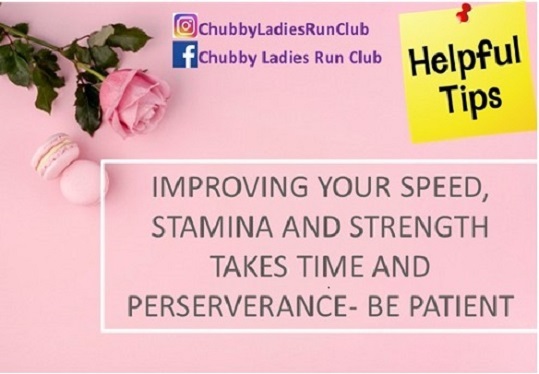 ChubbyLadiesRunClub
Chubby Ladies Run Club
Helpful
Tips
IMPROVING YOUR SPEED,
STAMINA AND STRENGTH
TAKES TIME AND
PERSERVERANCE- BE PATIENT